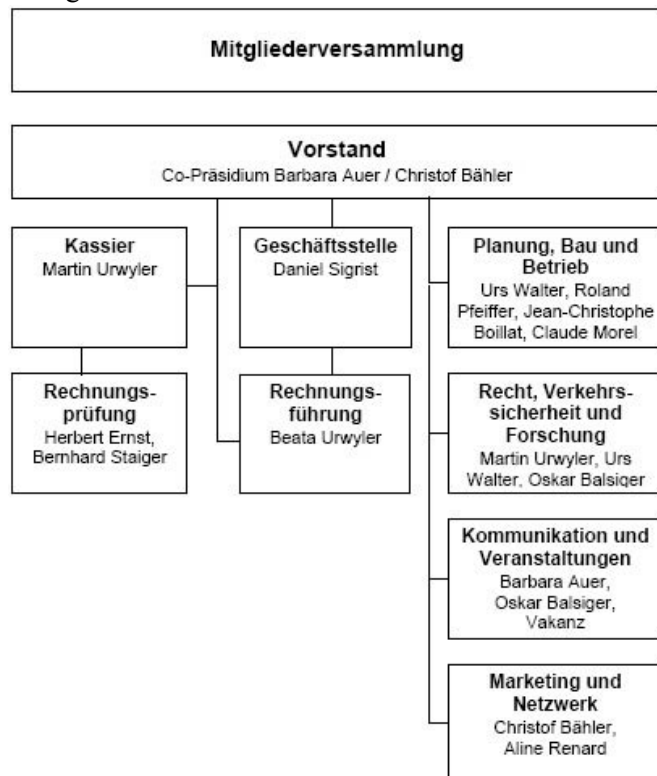 Mitgliederversammlung
Vorstand
Co-Präsidium Barbara Auer / Christof Bähler
Kassier
Martin Urwyler
Geschäftsstelle
Daniel Sigrist
Planung, Bau und
Betrieb
Urs Walter, Roland
Pfeiffer, Jean-Christophe
Boillat, Claude Morel
Rechnungs-
prüfung
Herbert Ernst,
Bernhard Staiger
Rechnungs-
führung
Beata Urwyler
Recht, Verkehrs-
sicherheit und
Forschung
Martin Urwyler, Urs
Walter, Oskar Balsiger
Kommunikation und
Veranstaltungen
Barbara Auer,
Oskar Balsiger,
Vakanz
Marketing und
Netzwerk
Christof Bähler,
Aline Renard